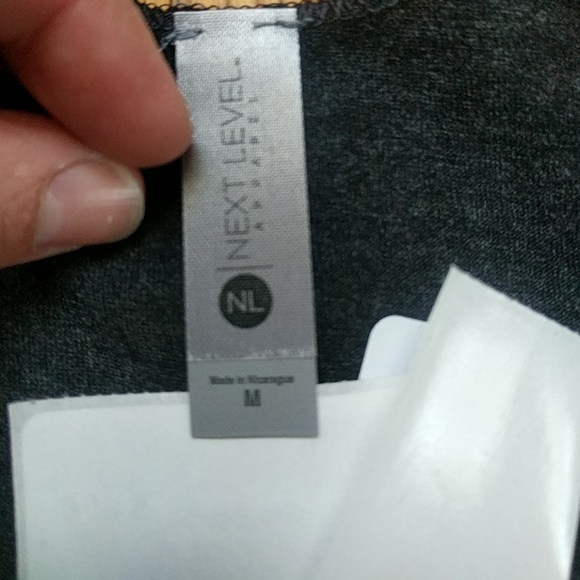 NEXT LEVEL.
APPAREL
NL
Made in Nicaragua
M